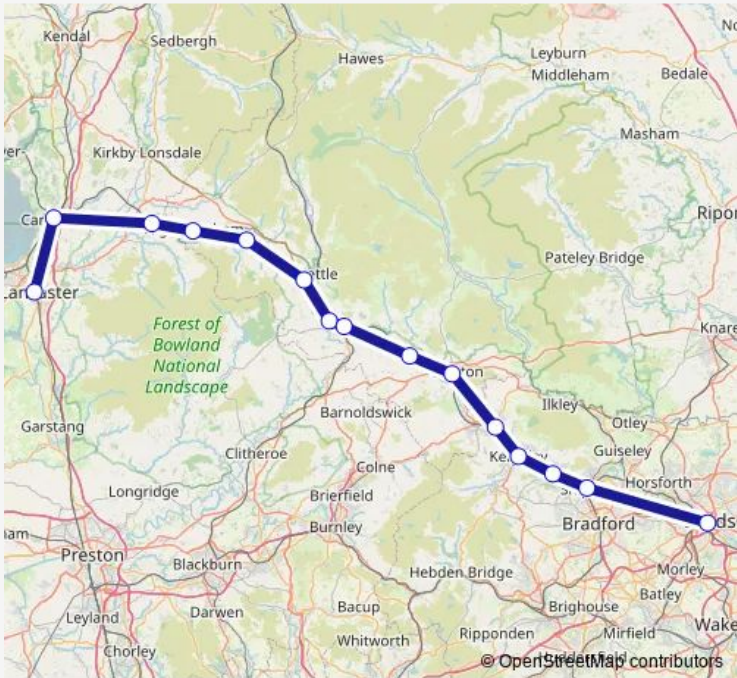 Kendal
Sedbergh
Hawes
Leyburn
Middleham
Bedale
Masham
Kirkby Lonsdale
Pateley Bridge
Forest of
Bowland
National
Landscape
Barnoldswick
Ilkley
Otley
Garstang
Clitheroe
Colne
Guiseley
Horsforth
Longridge
Brierfield
Burnley
Bradford
Preston
Blackburn
Hebden Bridge
Morley
Batley
Leyland
Darwen
Bacup
Brighouse
Mirfield
Chorley
Whitworth
Ripponden
© OpenStreetMap contributors